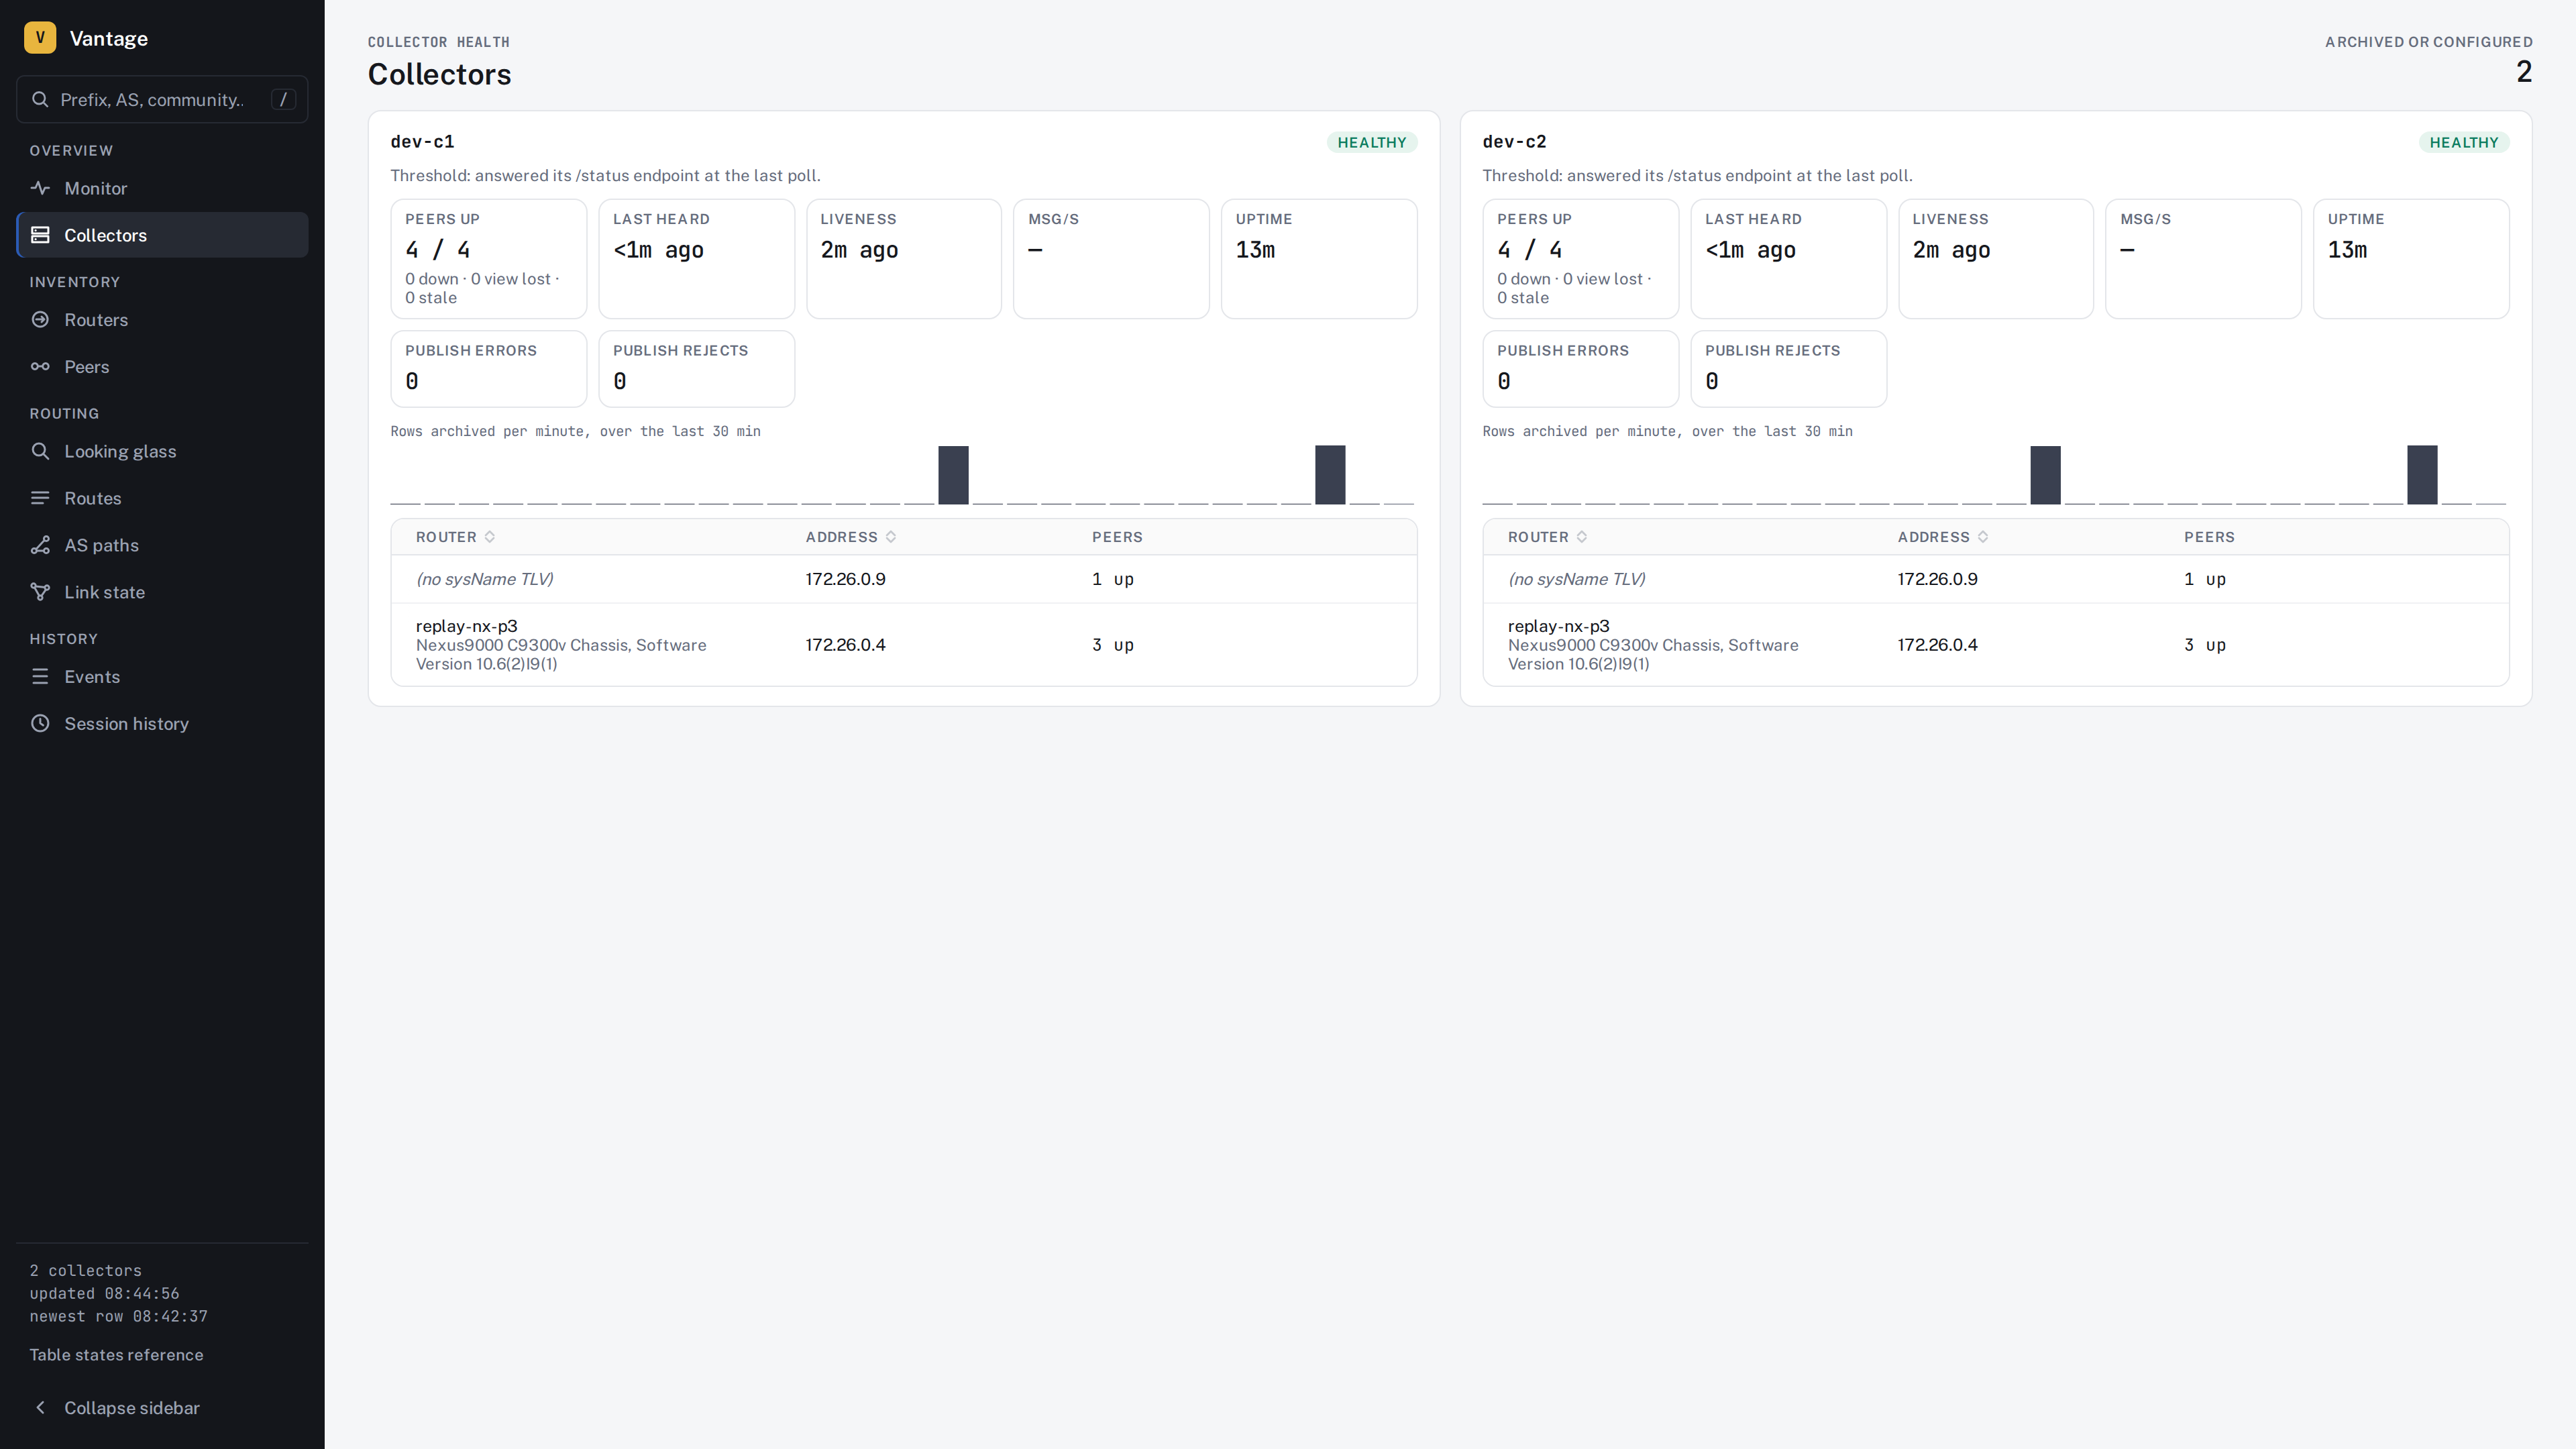 V
Vantage
Prefix, AS, community..
/
OVERVIEW
Monitor
Collectors
INVENTORY
Routers
Peers
ROUTING
Looking glass
Routes
AS paths
Link state
HISTORY
Events
Session history
2 collectors
updated 08:44:56
newest row 08:42:37
Table states reference
Collapse sidebar
COLLECTOR HEALTH
Collectors
ARCHIVED OR CONFIGURED
2
dev-c1
HEALTHY
Threshold: answered its /status endpoint at the last poll.
PEERS UP
4 / 4
0 down · 0 view lost ·
0 stale
LAST HEARD
<1m ago
LIVENESS
2m ago
MSG/S
—
UPTIME
13m
PUBLISH ERRORS
0
PUBLISH REJECTS
0
Rows archived per minute, over the last 30 min
ROUTER ADDRESS PEERS
(no sysName TLV) 172.26.0.9 1 up
replay-nx-p3
Nexus9000 C9300v Chassis, Software
Version 10.6(2)I9(1)
172.26.0.4 3 up
dev-c2
HEALTHY
Threshold: answered its /status endpoint at the last poll.
PEERS UP
4 / 4
0 down · 0 view lost ·
0 stale
LAST HEARD
<1m ago
LIVENESS
2m ago
MSG/S
—
UPTIME
13m
PUBLISH ERRORS
0
PUBLISH REJECTS
0
Rows archived per minute, over the last 30 min
ROUTER ADDRESS PEERS
(no sysName TLV) 172.26.0.9 1 up
replay-nx-p3
Nexus9000 C9300v Chassis, Software
Version 10.6(2)I9(1)
172.26.0.4 3 up